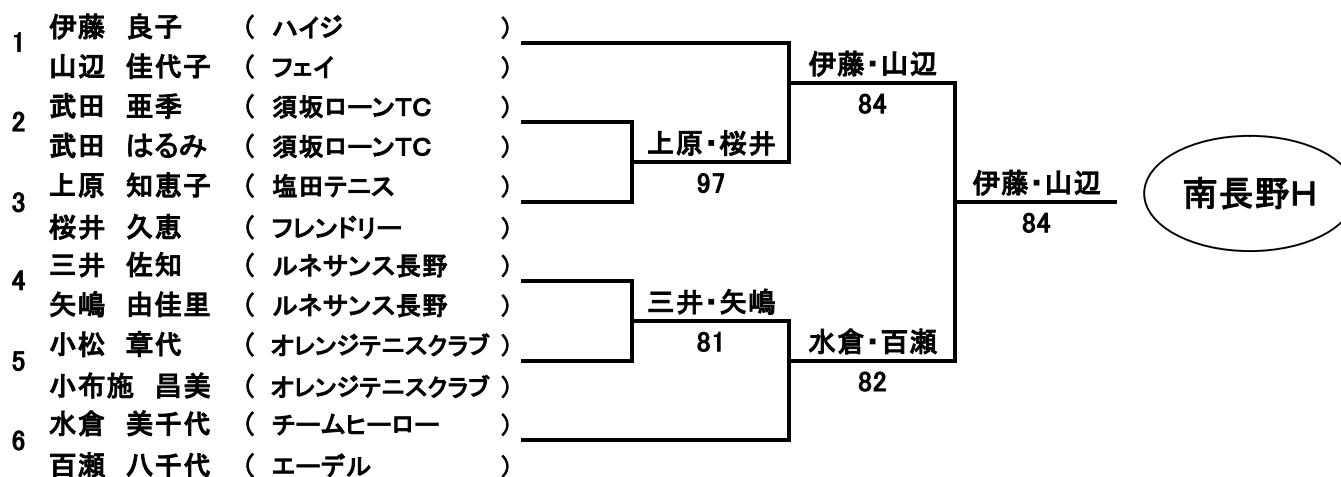 1 伊藤 良子 ( ハイジ )
山辺 佳代子 ( フェイ )
2 武田 亜季 ( 須坂ローンTC )
武田 はるみ ( 須坂ローンTC )
3 上原 知恵子 ( 塩田テニス )
桜井 久恵 ( フレンドリー )
4 三井 佐知 ( ルネサンス長野 )
矢嶋 由佳里 ( ルネサンス長野 )
5 小松 章代 ( オレンジテニスクラブ )
小布施 昌美 ( オレンジテニスクラブ )
6 水倉 美千代 ( チームヒーロー )
百瀬 八千代 ( エーデル )
上原・桜井
97
三井・矢嶋
81
伊藤・山辺
84
水倉・百瀬
82
伊藤・山辺
84
南長野H